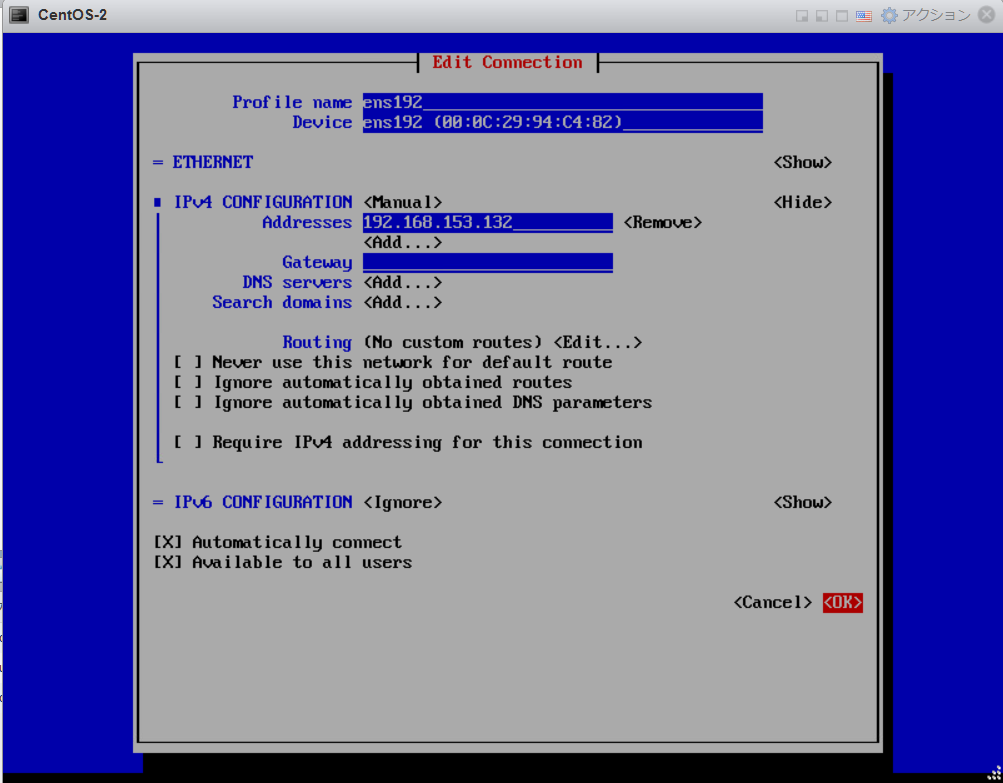 CentOS-2 アクション
Edit Connection
Profile name ens192
Device ens192 (00:0C:29:94:C4:82)
= ETHERNET <Show>
IPv4 CONFIGURATION <Manual> <Hide>
Addresses 192.168.153.132 <Remove>
<Add...>
Gateway
DNS servers <Add...>
Search domains <Add...>
Routing (No custom routes) <Edit...>
[ ] Never use this network for default route
[ ] Ignore automatically obtained routes
[ ] Ignore automatically obtained DNS parameters
[ ] Require IPv4 addressing for this connection
= IPv6 CONFIGURATION <Ignore> <Show>
[X] Automatically connect
[X] Available to all users
<Cancel> <OK>